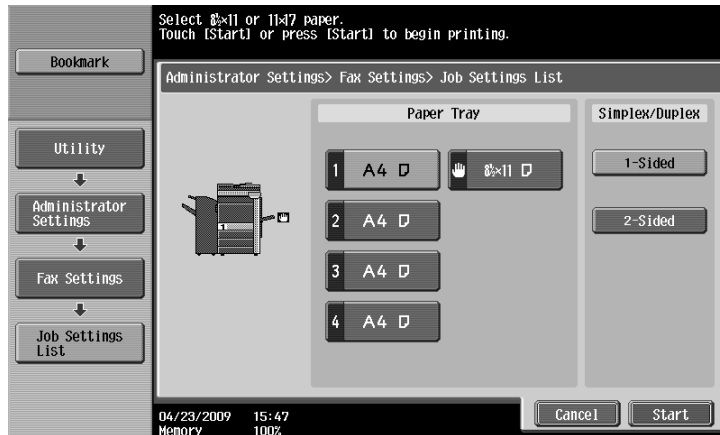 Select 8½×11 or 11×17 paper.
Touch [Start] or press [Start] to begin printing.
Bookmark
Administrator Settings> Fax Settings> Job Settings List
Paper Tray
Simplex/Duplex
Utility
Administrator
Settings
Fax Settings
Job Settings
List
1 A4
8½×11
2 A4
3 A4
4 A4
1
1-Sided
2-Sided
04/23/2009 15:47
Memory 100%
Cancel
Start